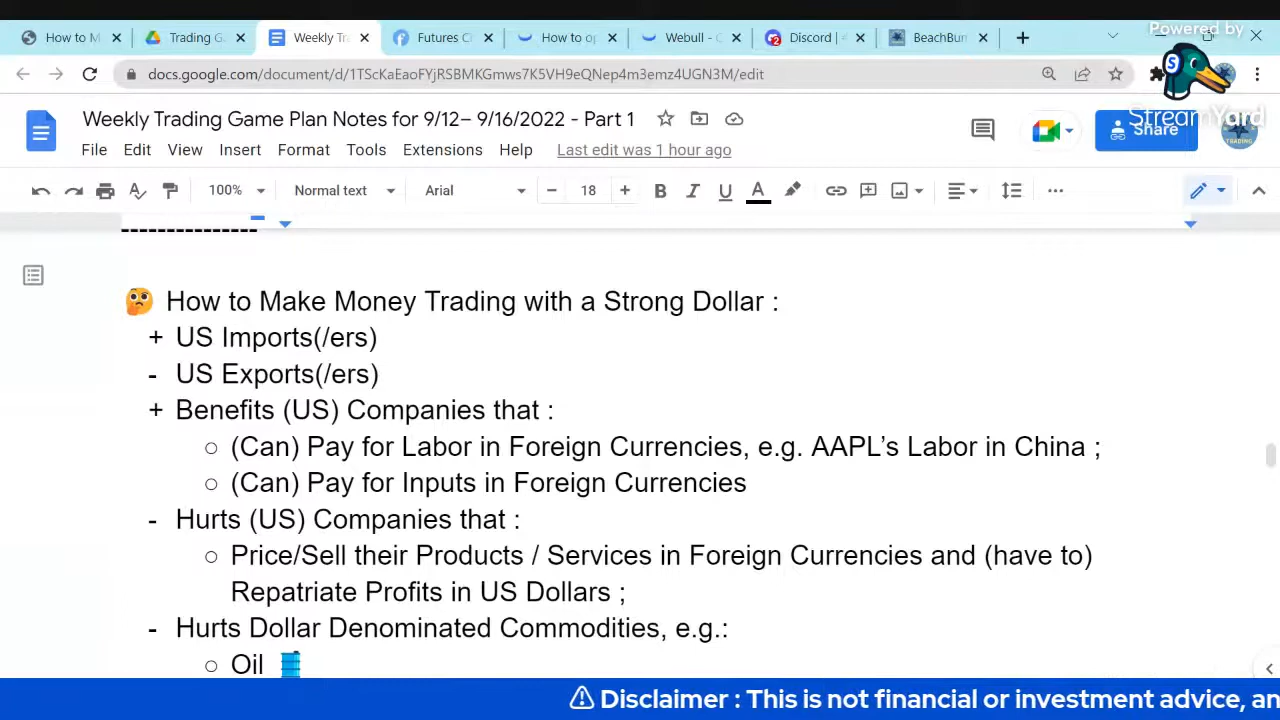 Powered by
How to M
Trading G
Weekly Tr
Futures
How to op
Webull - C
Discord | #
BeachBun
docs.google.com/document/d/1TScKaEaoFYjRSBMKGmvs7K5VH9eQNep4m3emz4UGN3M/edit
StreamYard
Weekly Trading Game Plan Notes for 9/12– 9/16/2022 - Part 1
Share
File Edit View Insert Format Tools Extensions Help Last edit was 1 hour ago
100% Normal text Arial 18 B I U A
---------------
How to Make Money Trading with a Strong Dollar :
+ US Imports(/ers)
- US Exports(/ers)
+ Benefits (US) Companies that :
○ (Can) Pay for Labor in Foreign Currencies, e.g. AAPL’s Labor in China ;
○ (Can) Pay for Inputs in Foreign Currencies
- Hurts (US) Companies that :
○ Price/Sell their Products / Services in Foreign Currencies and (have to)
Repatriate Profits in US Dollars ;
- Hurts Dollar Denominated Commodities, e.g.:
○ Oil
Disclaimer : This is not financial or investment advice, an